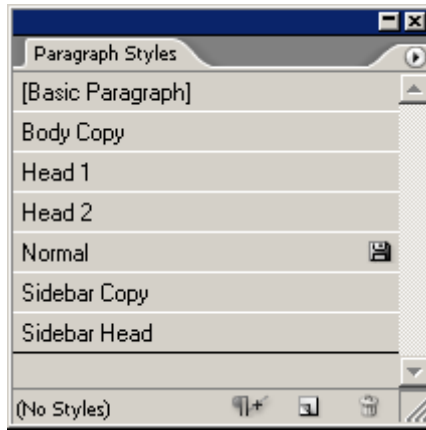 Paragraph Styles
[Basic Paragraph]
Body Copy
Head 1
Head 2
Normal
Sidebar Copy
Sidebar Head
(No Styles)